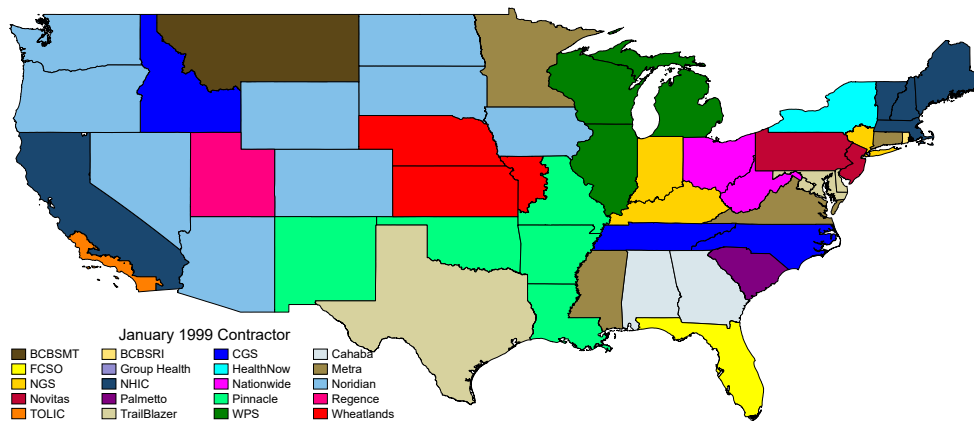 January 1999 Contractor
BCBSMT BCBSRI CGS Cahaba
FCSO Group Health HealthNow Metra
NGS NHIC Nationwide Noridian
Novitas Palmetto Pinnacle Regence
TOLIC TrailBlazer WPS Wheatlands